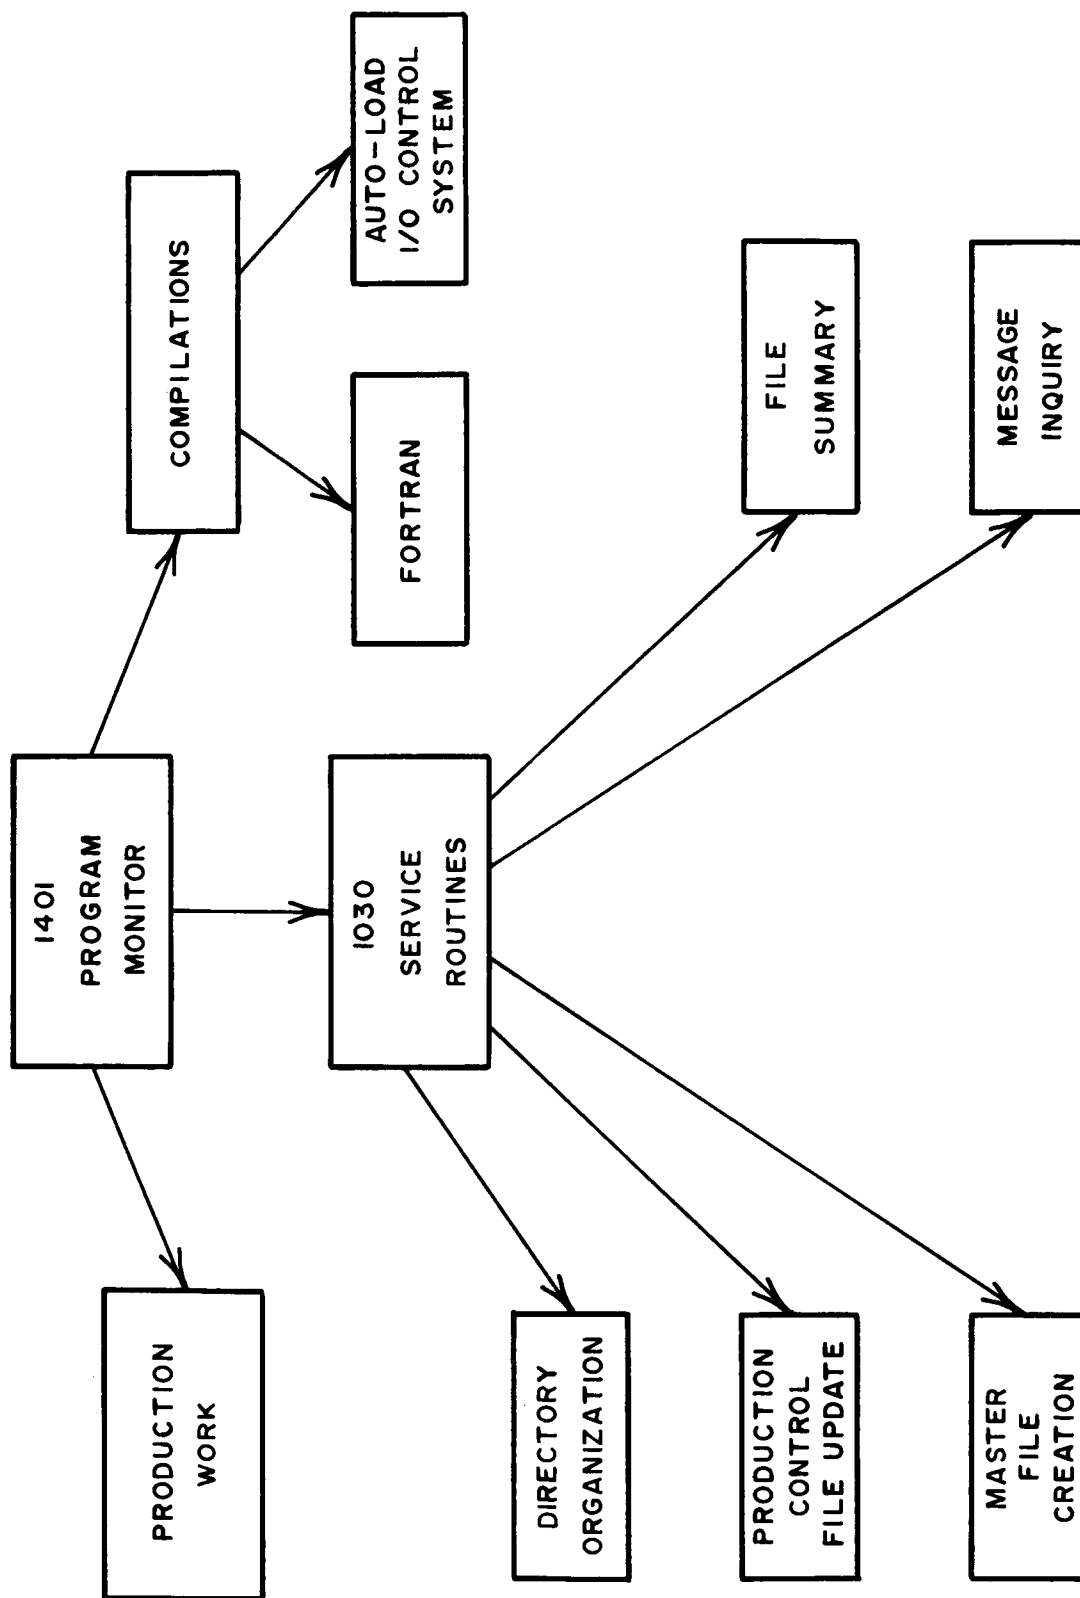 1401
PROGRAM
MONITOR
PRODUCTION
WORK
COMPILATIONS
1030
SERVICE
ROUTINES
FORTRAN
AUTO-LOAD
I/O CONTROL
SYSTEM
DIRECTORY
ORGANIZATION
PRODUCTION
CONTROL
FILE UPDATE
FILE
SUMMARY
MASTER
FILE
CREATION
MESSAGE
INQUIRY